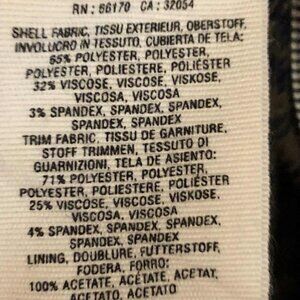 RN : 66170 CA : 32054
SHELL FABRIC, TISSU EXTERIEUR, OBERSTOFF,
INVOLUCRO IN TESSUTO, CUBIERTA DE TELA:
65% POLYESTER, POLYESTER,
POLYESTER, POLIESTERE, POLIÉSTER
32% VISCOSE, VISCOSE, VISKOSE,
VISCOSA, VISCOSA
3% SPANDEX, SPANDEX, SPANDEX,
SPANDEX, SPANDEX
TRIM FABRIC, TISSU DE GARNITURE,
STOFF TRIMMEN, TESSUTO DI
GUARNIZIONI, TELA DE ASIENTO:
71% POLYESTER, POLYESTER,
POLYESTER, POLIESTERE, POLIÉSTER
25% VISCOSE, VISCOSE, VISKOSE,
VISCOSA, VISCOSA
4% SPANDEX, SPANDEX, SPANDEX,
SPANDEX, SPANDEX
LINING, DOUBLURE, FUTTERSTOFF,
FODERA, FORRO:
100% ACETATE, ACETATE, ACETAT,
ACETATO, ACETATO